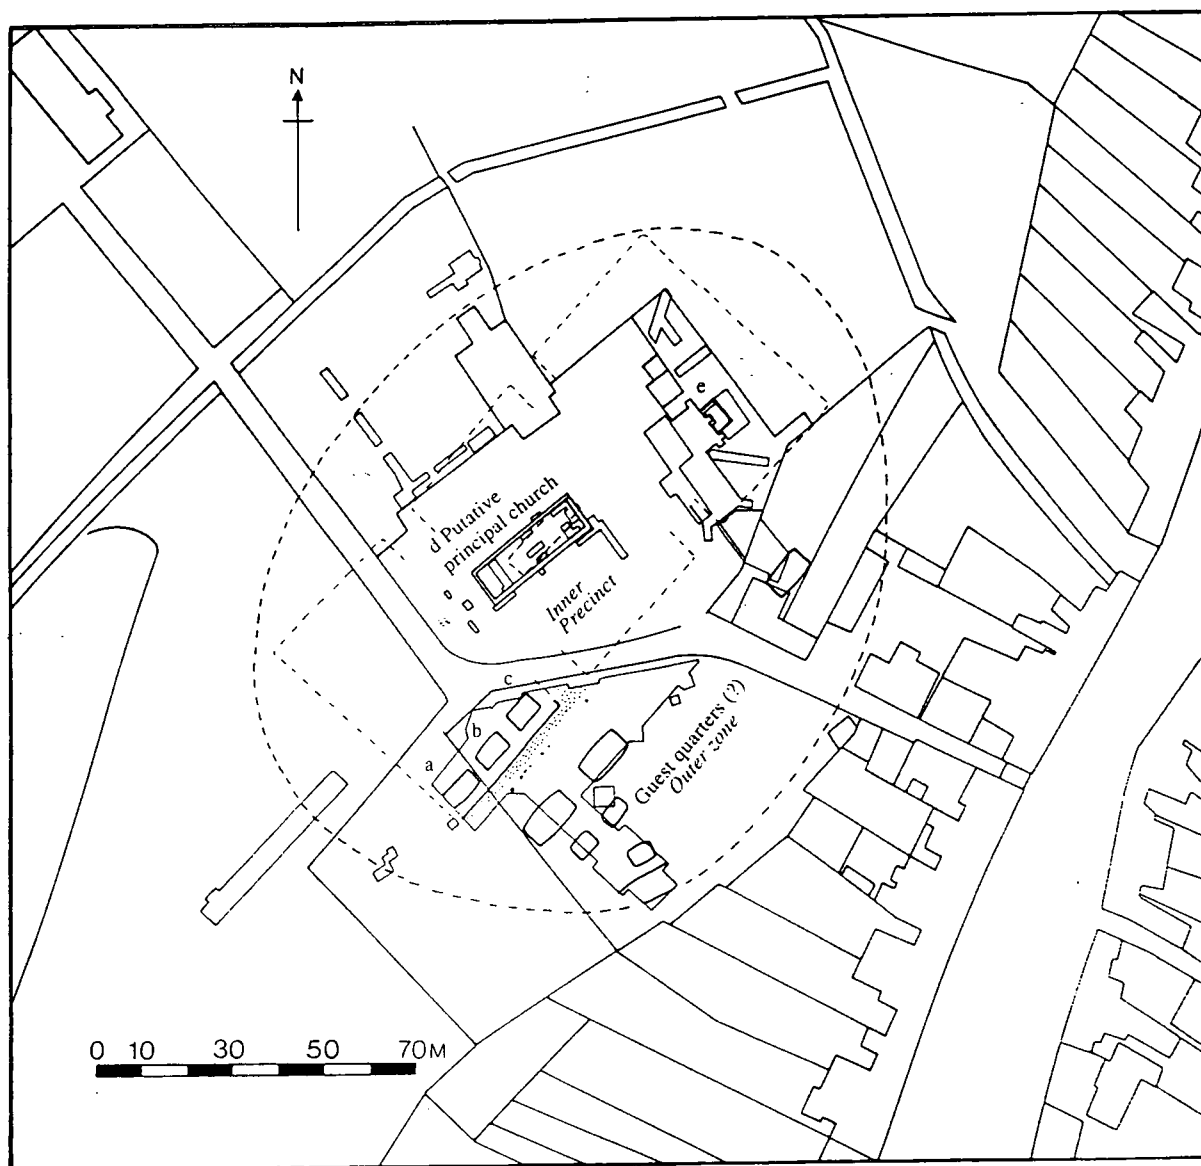 N
e
d Putative
principal church
Inner
Precinct
c
b
a
Guest quarters (?)
Outer zone
0 10 30 50 70M